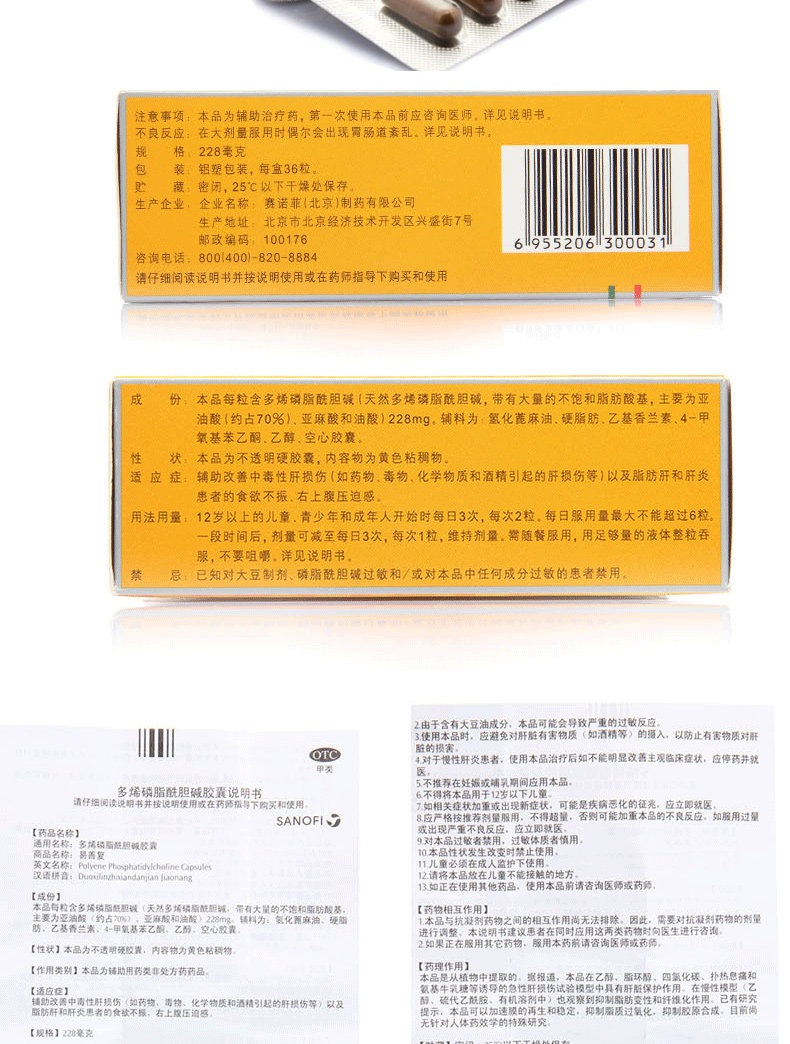 注意事项：本品为辅助治疗药，第一次使用本品前应咨询医师。详见说明书。
不良反应：在大剂量服用时偶尔会出现胃肠道紊乱。详见说明书。
规 格：228毫克
包 装：铝塑包装，每盒36粒。
贮 藏：密闭，25℃以下干燥处保存。
生产企业：企业名称：赛诺菲(北京)制药有限公司
生产地址：北京市北京经济技术开发区兴盛街7号
邮政编码：100176
咨询电话：800(400)-820-8884
请仔细阅读说明书并按说明使用或在药师指导下购买和使用
6 955206 300031
成 份：本品每粒含多烯磷脂酰胆碱(天然多烯磷脂酰胆碱，带有大量的不饱和脂肪酸基，主要为亚
油酸(约占70%)、亚麻酸和油酸)228mg。辅料为：氢化蓖麻油、硬脂肪、乙基香兰素、4-甲
氧基苯乙酮、乙醇、空心胶囊。
性 状：本品为不透明硬胶囊，内容物为黄色粘稠物。
适 应 症：辅助改善中毒性肝损伤(如药物、毒物、化学物质和酒精引起的肝损伤等)以及脂肪肝和肝炎
患者的食欲不振、右上腹压迫感。
用法用量：12岁以上的儿童、青少年和成年人开始时每日3次，每次2粒。每日服用量最大不能超过6粒。
一段时间后，剂量可减至每日3次，每次1粒，维持剂量。需随餐服用，用足够量的液体整粒吞
服，不要咀嚼。详见说明书。
禁 忌：已知对大豆制剂、磷脂酰胆碱过敏和/或对本品中任何成分过敏的患者禁用。
OTC
甲类
多烯磷脂酰胆碱胶囊说明书
请仔细阅读说明书并按说明使用或在药师指导下购买和使用。
SANOFI
【药品名称】
通用名称：多烯磷脂酰胆碱胶囊
商品名称：易善复
英文名称：Polyene Phosphatidylcholine Capsules
汉语拼音：Duoxilinzhixiandanjian Jiaonang
【成份】
本品每粒含多烯磷脂酰胆碱（天然多烯磷脂酰胆碱，带有大量的不饱和脂肪酸基，
主要为亚油酸（约占70%）、亚麻酸和油酸）228mg。辅料为：氢化蓖麻油、硬脂
肪、乙基香兰素、4-甲氧基苯乙酮、乙醇、空心胶囊。
【性状】本品为不透明硬胶囊，内容物为黄色粘稠物。
【作用类别】本品为辅助用药类非处方药药品。
【适应症】
辅助改善中毒性肝损伤（如药物、毒物、化学物质和酒精引起的肝损伤等）以及
脂肪肝和肝炎患者的食欲不振、右上腹压迫感。
【规格】228毫克
2.由于含有大豆油成分，本品可能会导致严重的过敏反应。
3.使用本品时，应避免对肝脏有害物质（如酒精等）的摄入，以防止有害物质对肝
脏的损害。
4.对于慢性肝炎患者，使用本品治疗后如不能明显改善主观临床症状，应停药并就
医。
5.不推荐在妊娠或哺乳期间应用本品。
6.不得将本品用于12岁以下儿童。
7.如相关症状加重或出现新症状，可能是疾病恶化的征兆，应立即就医。
8.应严格按推荐剂量服用，不得超量，否则可能加重本品的不良反应。如服用过量
或出现严重不良反应，应立即就医。
9.对本品过敏者禁用，过敏体质者慎用。
10.本品性状发生改变时禁止使用。
11.儿童必须在成人监护下使用。
12.请将本品放在儿童不能接触的地方。
13.如正在使用其他药品，使用本品前请咨询医师或药师。
【药物相互作用】
1.本品与抗凝剂药物之间的相互作用尚无法排除。因此，需要对抗凝剂药物的剂量
进行调整。本说明书建议患者在同时应用这两类药物时向医生进行咨询。
2.如果正在服用其它药物，服用本药前请咨询医师或药师。
【药理作用】
本品是从植物中提取的。据报道，本品在乙醇、脂环醇、四氯化碳、扑热息痛和
氨基半乳糖等诱导的急性肝损伤试验模型中具有肝脏保护作用。在慢性模型（乙
醇、硫代乙酰胺、有机溶剂中）也观察到抑制脂肪变性和纤维化作用。已有研究
提示，本品可以加速膜的再生和稳定，抑制脂质过氧化，抑制胶原合成。目前尚
无针对人体药效学的特殊研究。